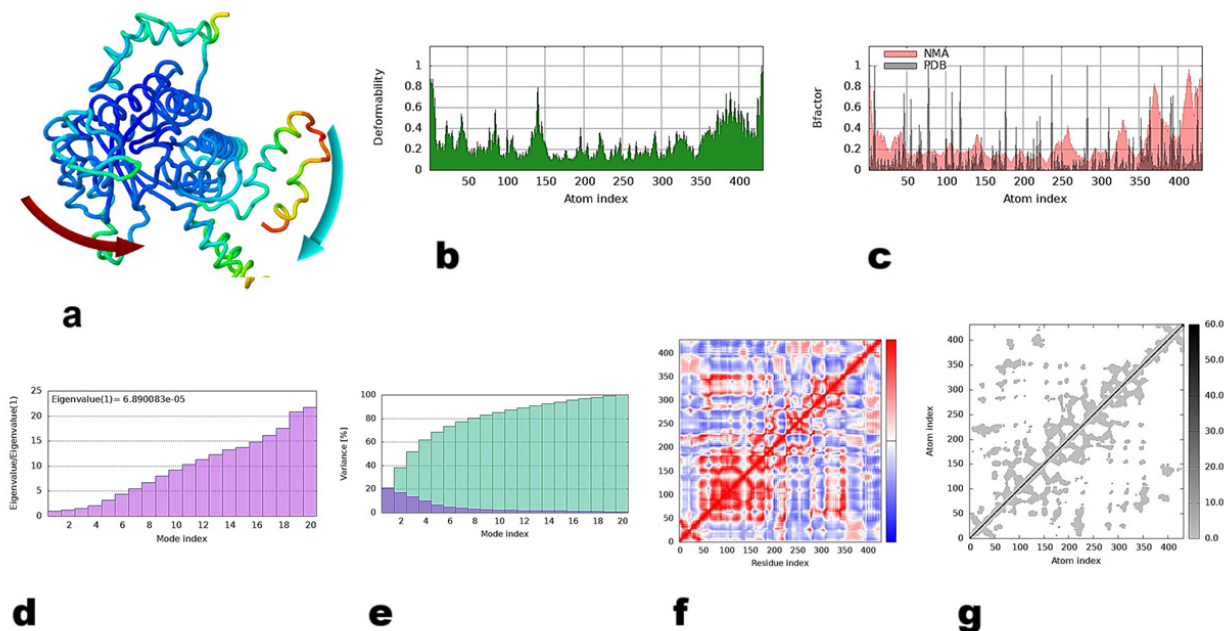 a
Deformability
1
0.8
0.6
0.4
0.2
0
50 100 150 200 250 300 350 400
Atom index
b
Bfactor
1
0.8
0.6
0.4
0.2
0
NMA
PDB
50 100 150 200 250 300 350 400
Atom index
c
Eigenvalue/Eigenvalue(1)
25
20
15
10
5
0
Eigenvalue(1)= 6.890083e-05
2 4 6 8 10 12 14 16 18 20
Mode index
d
Variance [%]
100
80
60
40
20
0
2 4 6 8 10 12 14 16 18 20
Mode index
e
400
350
300
250
200
150
100
50
0
0 50 100 150 200 250 300 350 400
Residue index
f
Atom index
400
350
300
250
200
150
100
50
0
0 50 100 150 200 250 300 350 400
Atom index
60.0
50.0
40.0
30.0
20.0
10.0
0.0
g